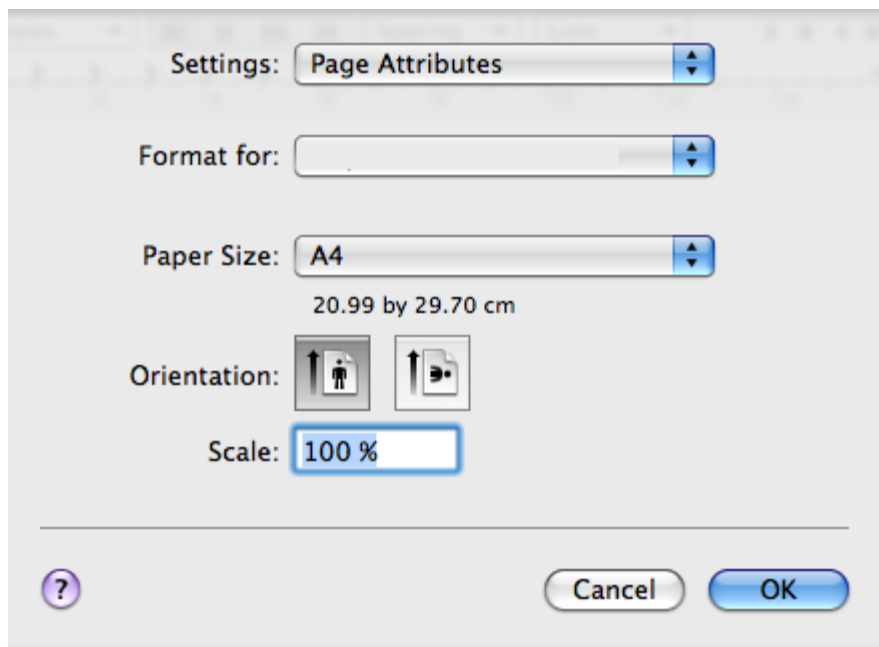 Settings: Page Attributes
Format for:
Paper Size: A4
20.99 by 29.70 cm
Orientation:
Scale: 100 %
? Cancel OK